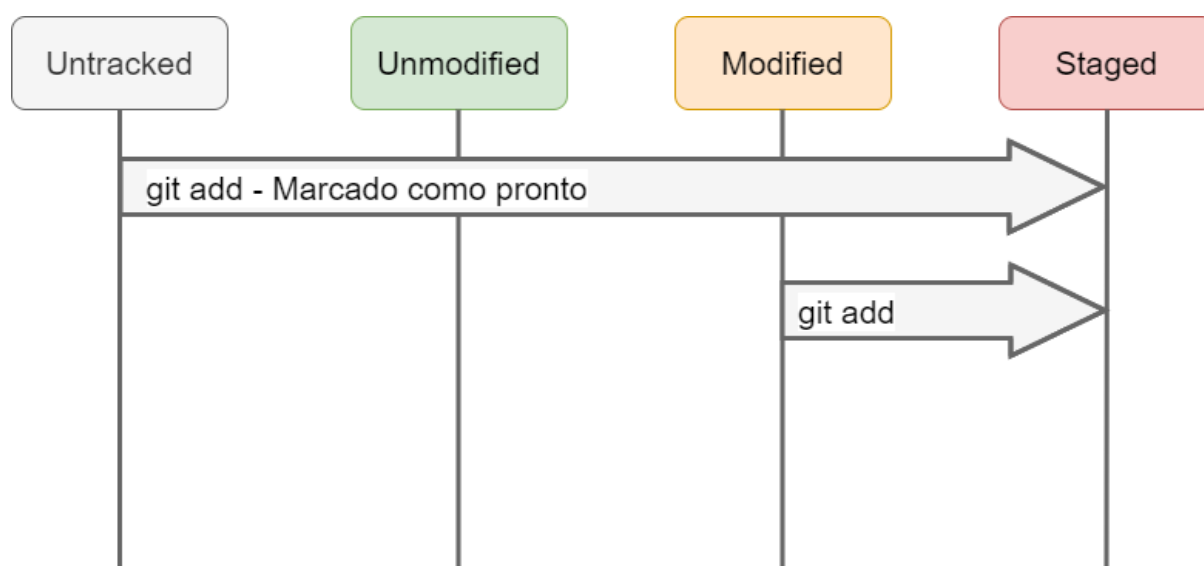 Untracked
Unmodified
Modified
Staged
git add - Marcado como pronto
git add